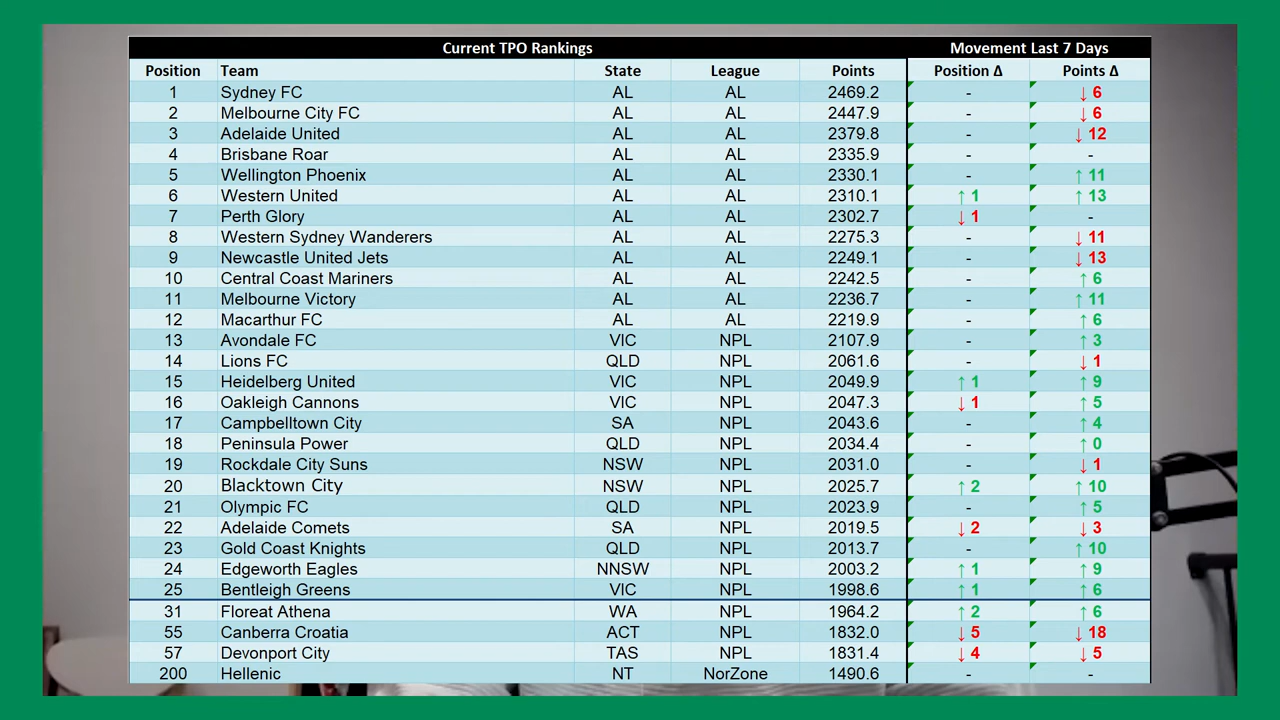 Current TPO Rankings Movement Last 7 Days
Position Team State League Points Position Δ Points Δ
1 Sydney FC AL AL 2469.2 - ↓ 6
2 Melbourne City FC AL AL 2447.9 - ↓ 6
3 Adelaide United AL AL 2379.8 - ↓ 12
4 Brisbane Roar AL AL 2335.9 - -
5 Wellington Phoenix AL AL 2330.1 - ↑ 11
6 Western United AL AL 2310.1 ↑ 1 ↑ 13
7 Perth Glory AL AL 2302.7 ↓ 1 -
8 Western Sydney Wanderers AL AL 2275.3 - ↓ 11
9 Newcastle United Jets AL AL 2249.1 - ↓ 13
10 Central Coast Mariners AL AL 2242.5 - ↑ 6
11 Melbourne Victory AL AL 2236.7 - ↑ 11
12 Macarthur FC AL AL 2219.9 - ↑ 6
13 Avondale FC VIC NPL 2107.9 - ↑ 3
14 Lions FC QLD NPL 2061.6 - ↓ 1
15 Heidelberg United VIC NPL 2049.9 ↑ 1 ↑ 9
16 Oakleigh Cannons VIC NPL 2047.3 ↓ 1 ↑ 5
17 Campbelltown City SA NPL 2043.6 - ↑ 4
18 Peninsula Power QLD NPL 2034.4 - ↑ 0
19 Rockdale City Suns NSW NPL 2031.0 - ↓ 1
20 Blacktown City NSW NPL 2025.7 ↑ 2 ↑ 10
21 Olympic FC QLD NPL 2023.9 - ↑ 5
22 Adelaide Comets SA NPL 2019.5 ↓ 2 ↓ 3
23 Gold Coast Knights QLD NPL 2013.7 - ↑ 10
24 Edgeworth Eagles NNSW NPL 2003.2 ↑ 1 ↑ 9
25 Bentleigh Greens VIC NPL 1998.6 ↑ 1 ↑ 6
31 Floreat Athena WA NPL 1964.2 ↑ 2 ↑ 6
55 Canberra Croatia ACT NPL 1832.0 ↓ 5 ↓ 18
57 Devonport City TAS NPL 1831.4 ↓ 4 ↓ 5
200 Hellenic NT NorZone 1490.6 - -